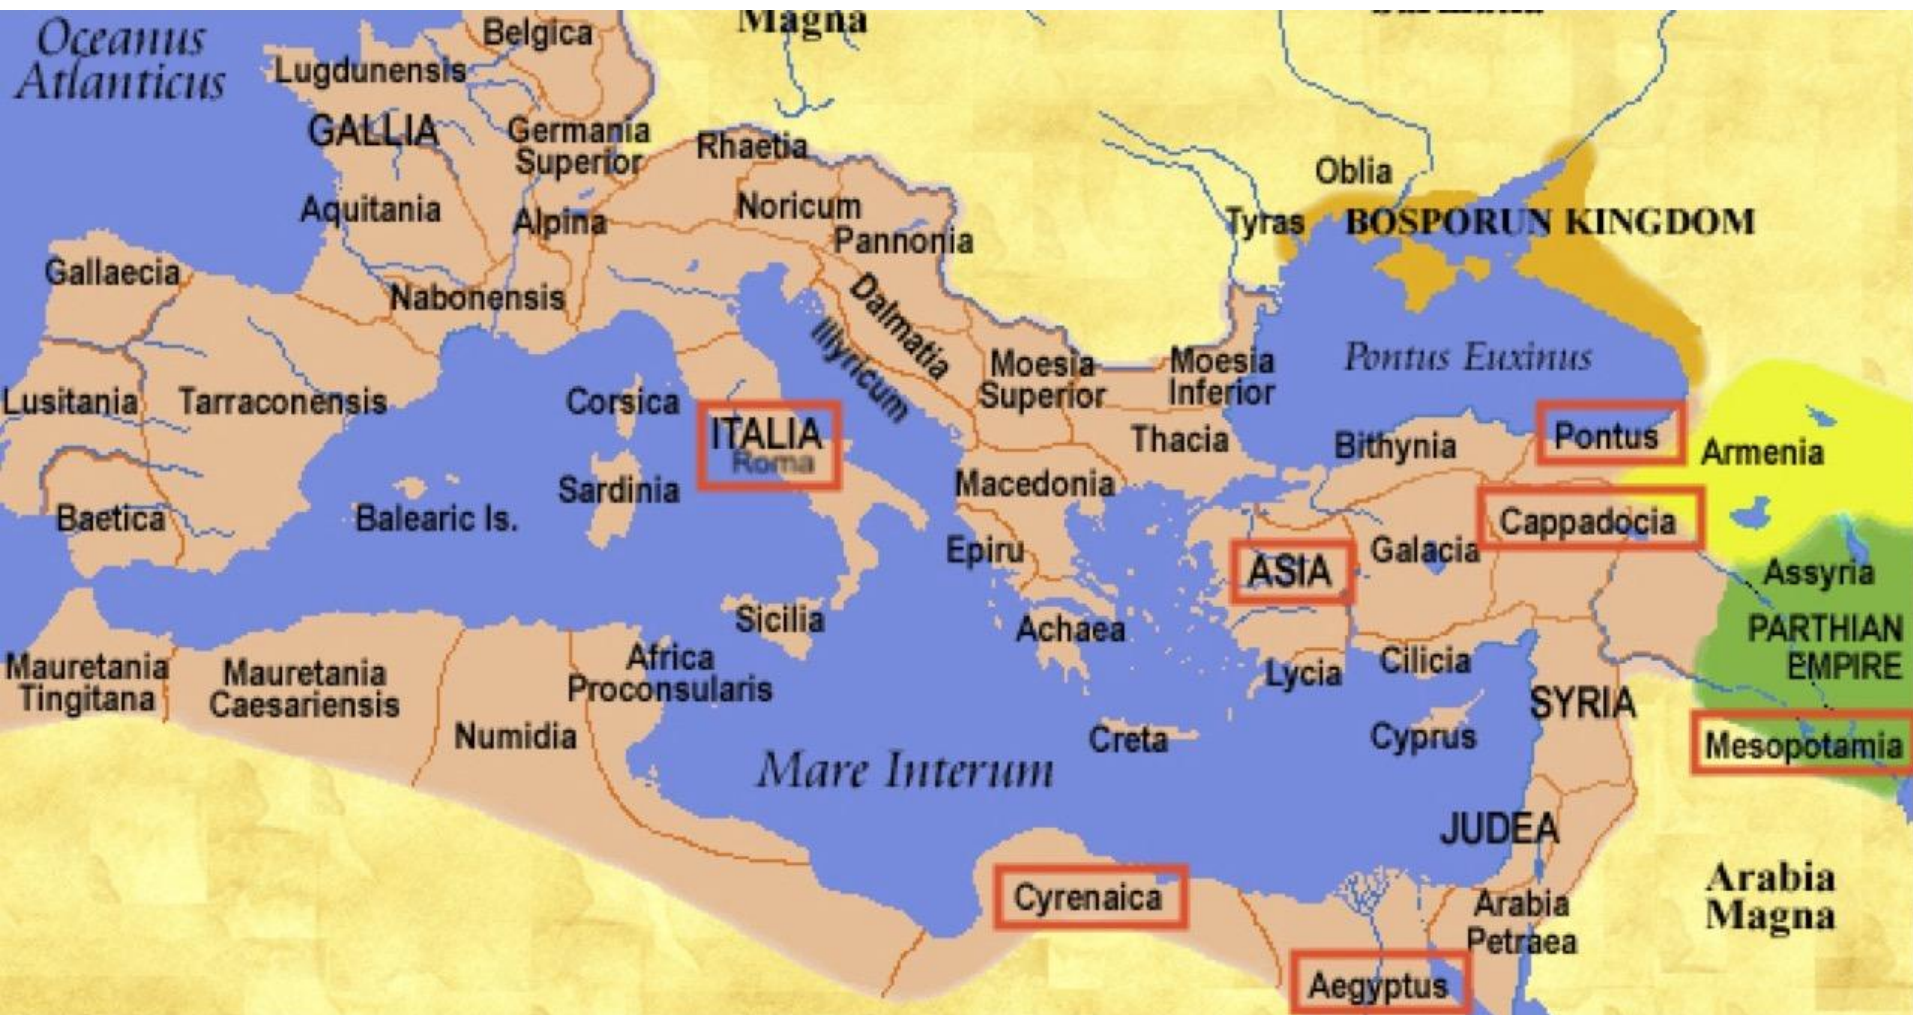 Oceanus
Atlanticus
Belgica
Magna
Lugdunensis
GALLIA
Germania
Superior
Rhaetia
Oblia
Aquitania
Alpina
Noricum
Pannonia
Tyras
BOSPORUN KINGDOM
Gallaecia
Nabonensis
Dalmatia
Illyricum
Moesia
Superior
Moesia
Inferior
Pontus Euxinus
Lusitania
Tarraconensis
Corsica
ITALIA
Roma
Thacia
Bithynia
Pontus
Armenia
Sardinia
Macedonia
Baetica
Balearic Is.
Cappadocia
Epiru
ASIA
Galacia
Assyria
Sicilia
Achaea
PARTHIAN
EMPIRE
Mauretania
Tingitana
Mauretania
Caesariensis
Africa
Proconsularis
Lycia
Cilicia
SYRIA
Numidia
Creta
Cyprus
Mesopotamia
Mare Interum
JUDEA
Cyrenaica
Arabia
Petraea
Arabia
Magna
Aegyptus